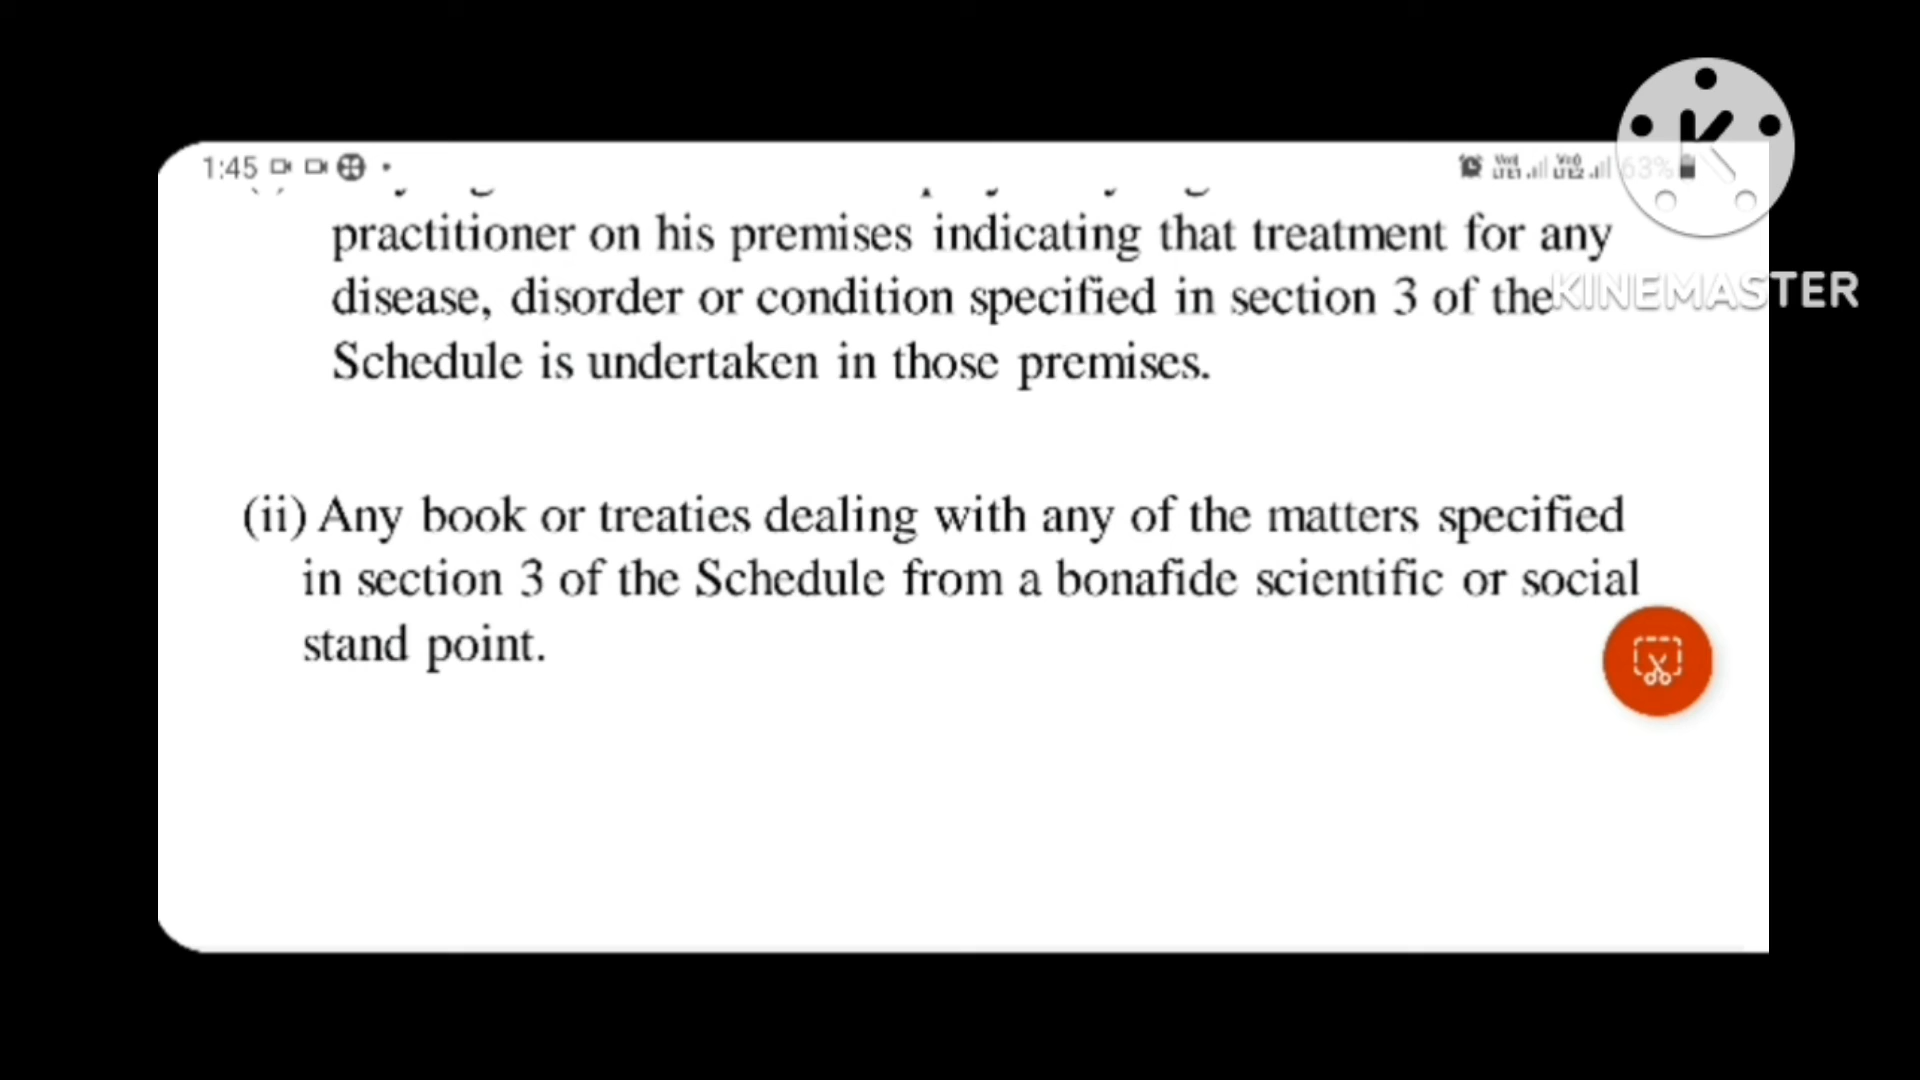 1:45
63%
KINEMASTER
practitioner on his premises indicating that treatment for any
disease, disorder or condition specified in section 3 of the
Schedule is undertaken in those premises.
(ii) Any book or treaties dealing with any of the matters specified
in section 3 of the Schedule from a bonafide scientific or social
stand point.